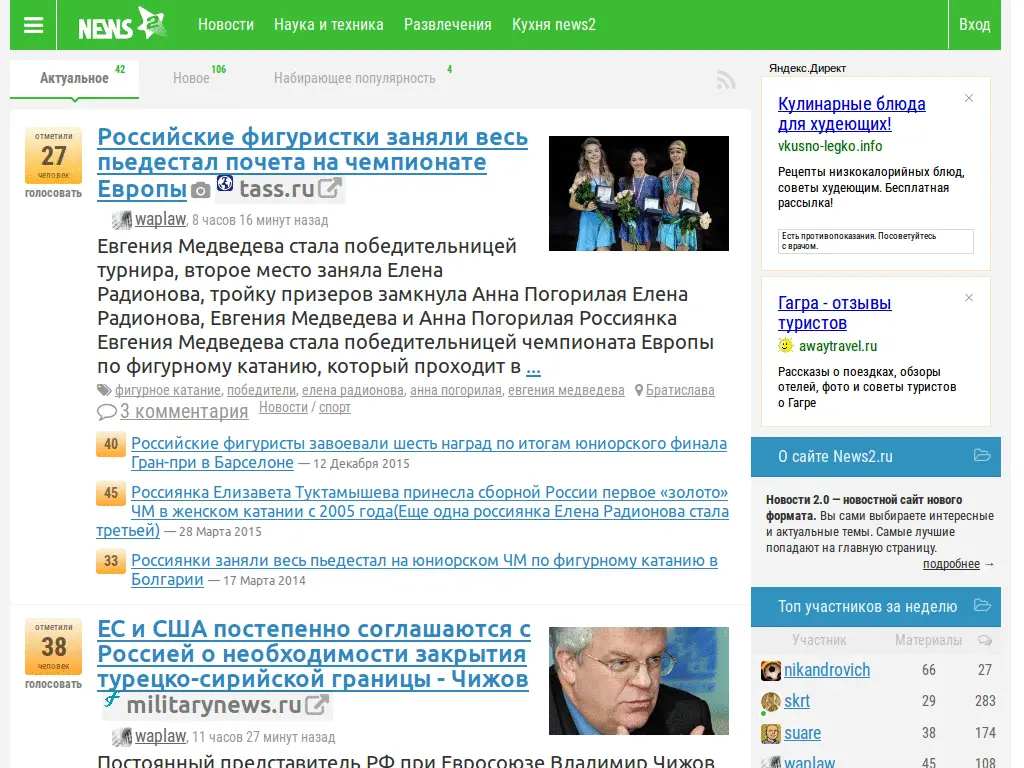 NEWS 2
Новости
Наука и техника
Развлечения
Кухня news2
Вход
Актуальное 42
Новое 106
Набирающее популярность 4
отметили
27
человек
голосовать
Российские фигуристки заняли весь
пьедестал почета на чемпионате
Европы tass.ru
waplaw, 8 часов 16 минут назад
Евгения Медведева стала победительницей
турнира, второе место заняла Елена
Радионова, тройку призеров замкнула Анна Погорилая Елена
Радионова, Евгения Медведева и Анна Погорилая Россиянка
Евгения Медведева стала победительницей чемпионата Европы
по фигурному катанию, который проходит в ...
фигурное катание, победители, елена радионова, анна погорилая, евгения медведева Братислава
3 комментария Новости / спорт
40 Российские фигуристы завоевали шесть наград по итогам юниорского финала
Гран-при в Барселоне — 12 Декабря 2015
45 Россиянка Елизавета Туктамышева принесла сборной России первое «золото»
ЧМ в женском катании с 2005 года(Еще одна россиянка Елена Радионова стала
третьей) — 28 Марта 2015
33 Россиянки заняли весь пьедестал на юниорском ЧМ по фигурному катанию в
Болгарии — 17 Марта 2014
отметили
38
человек
голосовать
ЕС и США постепенно соглашаются с
Россией о необходимости закрытия
турецко-сирийской границы - Чижов
militarynews.ru
waplaw, 11 часов 27 минут назад
Постоянный представитель РФ при Евросоюзе Владимир Чижов
Яндекс.Директ
Кулинарные блюда
для худеющих!
vkusno-legko.info
Рецепты низкокалорийных блюд,
советы худеющим. Бесплатная
рассылка!
Есть противопоказания. Посоветуйтесь
с врачом.
Гагра - отзывы
туристов
awaytravel.ru
Рассказы о поездках, обзоры
отелей, фото и советы туристов
о Гагре
О сайте News2.ru
Новости 2.0 — новостной сайт нового
формата. Вы сами выбираете интересные
и актуальные темы. Самые лучшие
попадают на главную страницу.
подробнее →
Топ участников за неделю
Участник Материалы
nikandrovich 66 27
skrt 29 283
suare 38 174
waplaw 45 108